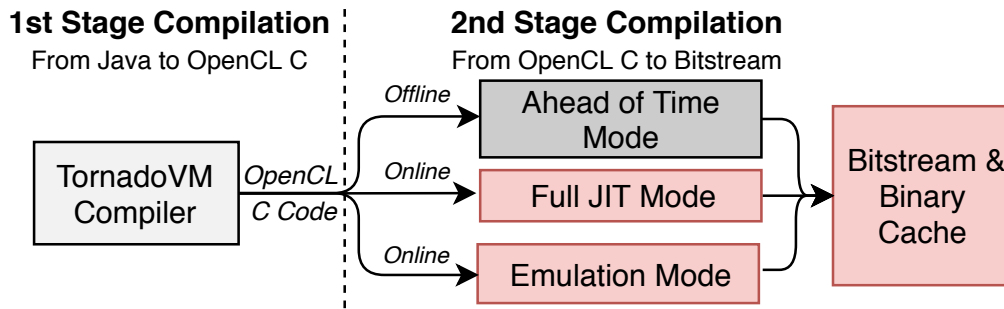 1st Stage Compilation
From Java to OpenCL C
2nd Stage Compilation
From OpenCL C to Bitstream
TornadoVM
Compiler
OpenCL
C Code
Offline
Ahead of Time
Mode
Online
Full JIT Mode
Online
Emulation Mode
Bitstream &
Binary
Cache